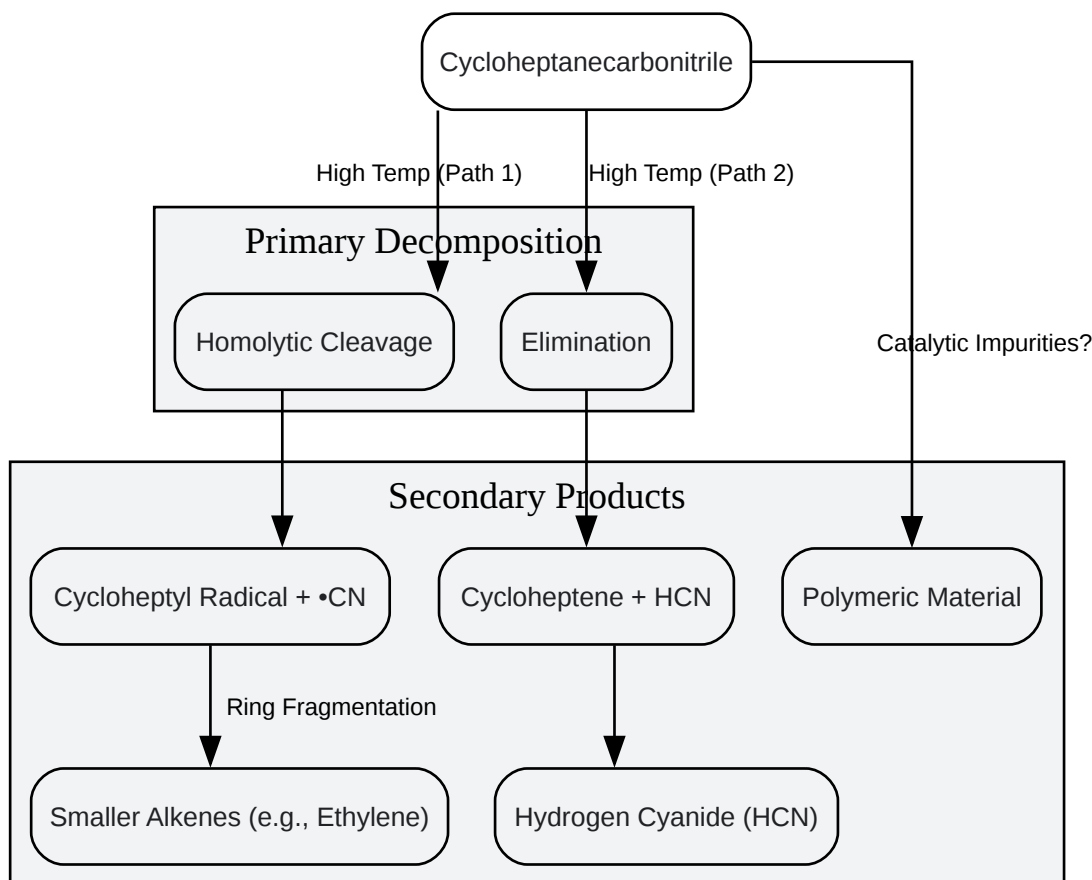 Cycloheptanecarbonitrile
High Temp (Path 1)
High Temp (Path 2)
Primary Decomposition
Homolytic Cleavage
Elimination
Catalytic Impurities?
Secondary Products
Cycloheptyl Radical + •CN
Cycloheptene + HCN
Polymeric Material
Ring Fragmentation
Smaller Alkenes (e.g., Ethylene)
Hydrogen Cyanide (HCN)